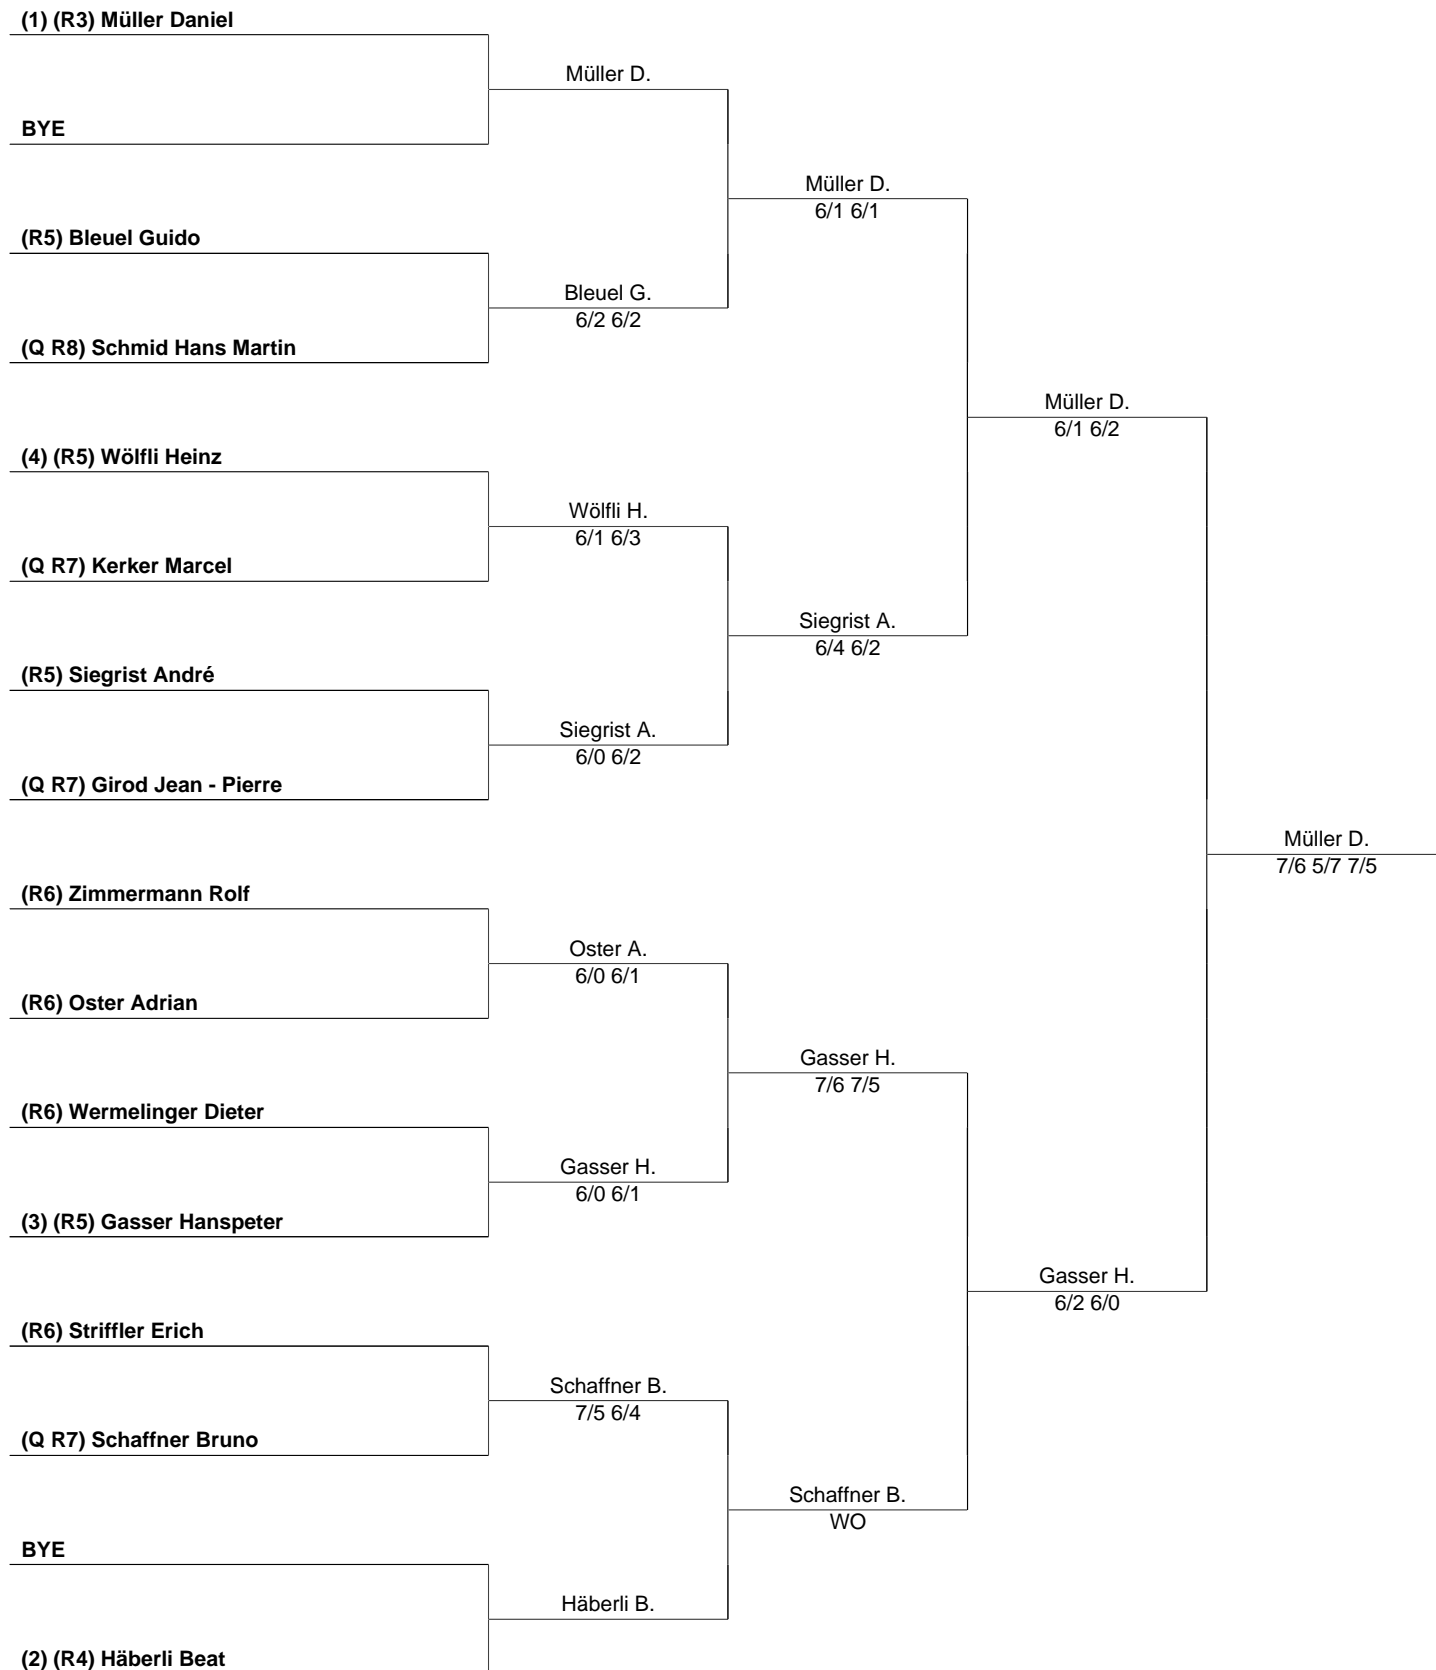 (1) (R3) Müller Daniel
Müller D.
BYE
Müller D.
6/1 6/1
(R5) Bleuel Guido
Bleuel G.
6/2 6/2
(Q R8) Schmid Hans Martin
Müller D.
6/1 6/2
(4) (R5) Wölfli Heinz
Wölfli H.
6/1 6/3
(Q R7) Kerker Marcel
Siegrist A.
6/4 6/2
(R5) Siegrist André
Siegrist A.
6/0 6/2
(Q R7) Girod Jean - Pierre
Müller D.
7/6 5/7 7/5
(R6) Zimmermann Rolf
Oster A.
6/0 6/1
(R6) Oster Adrian
Gasser H.
7/6 7/5
(R6) Wermelinger Dieter
Gasser H.
6/0 6/1
(3) (R5) Gasser Hanspeter
Gasser H.
6/2 6/0
(R6) Striffler Erich
Schaffner B.
7/5 6/4
(Q R7) Schaffner Bruno
Schaffner B.
WO
BYE
Häberli B.
(2) (R4) Häberli Beat